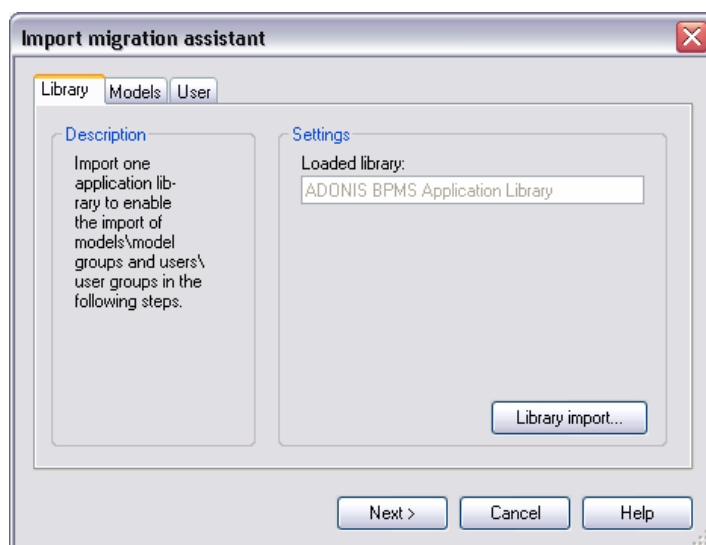 Import migration assistant
Library Models User
Description
Import one
application lib-
rary to enable
the import of
models\model
groups and users\
user groups in the
following steps.
Settings
Loaded library:
ADONIS BPMS Application Library
Library import...
Next > Cancel Help